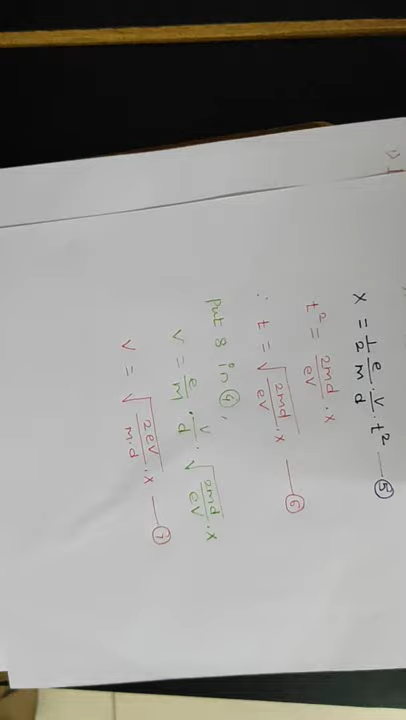 x = 1/2 e/m · v/d · t² — ⑤
t² = 2md/ev · x
∴ t = √(2md/ev · x) — ⑥
Put 8 in ④,
v = e/m · v/d · √(2md/ev · x)
v = √(2ev/m·d · x) — ⑦